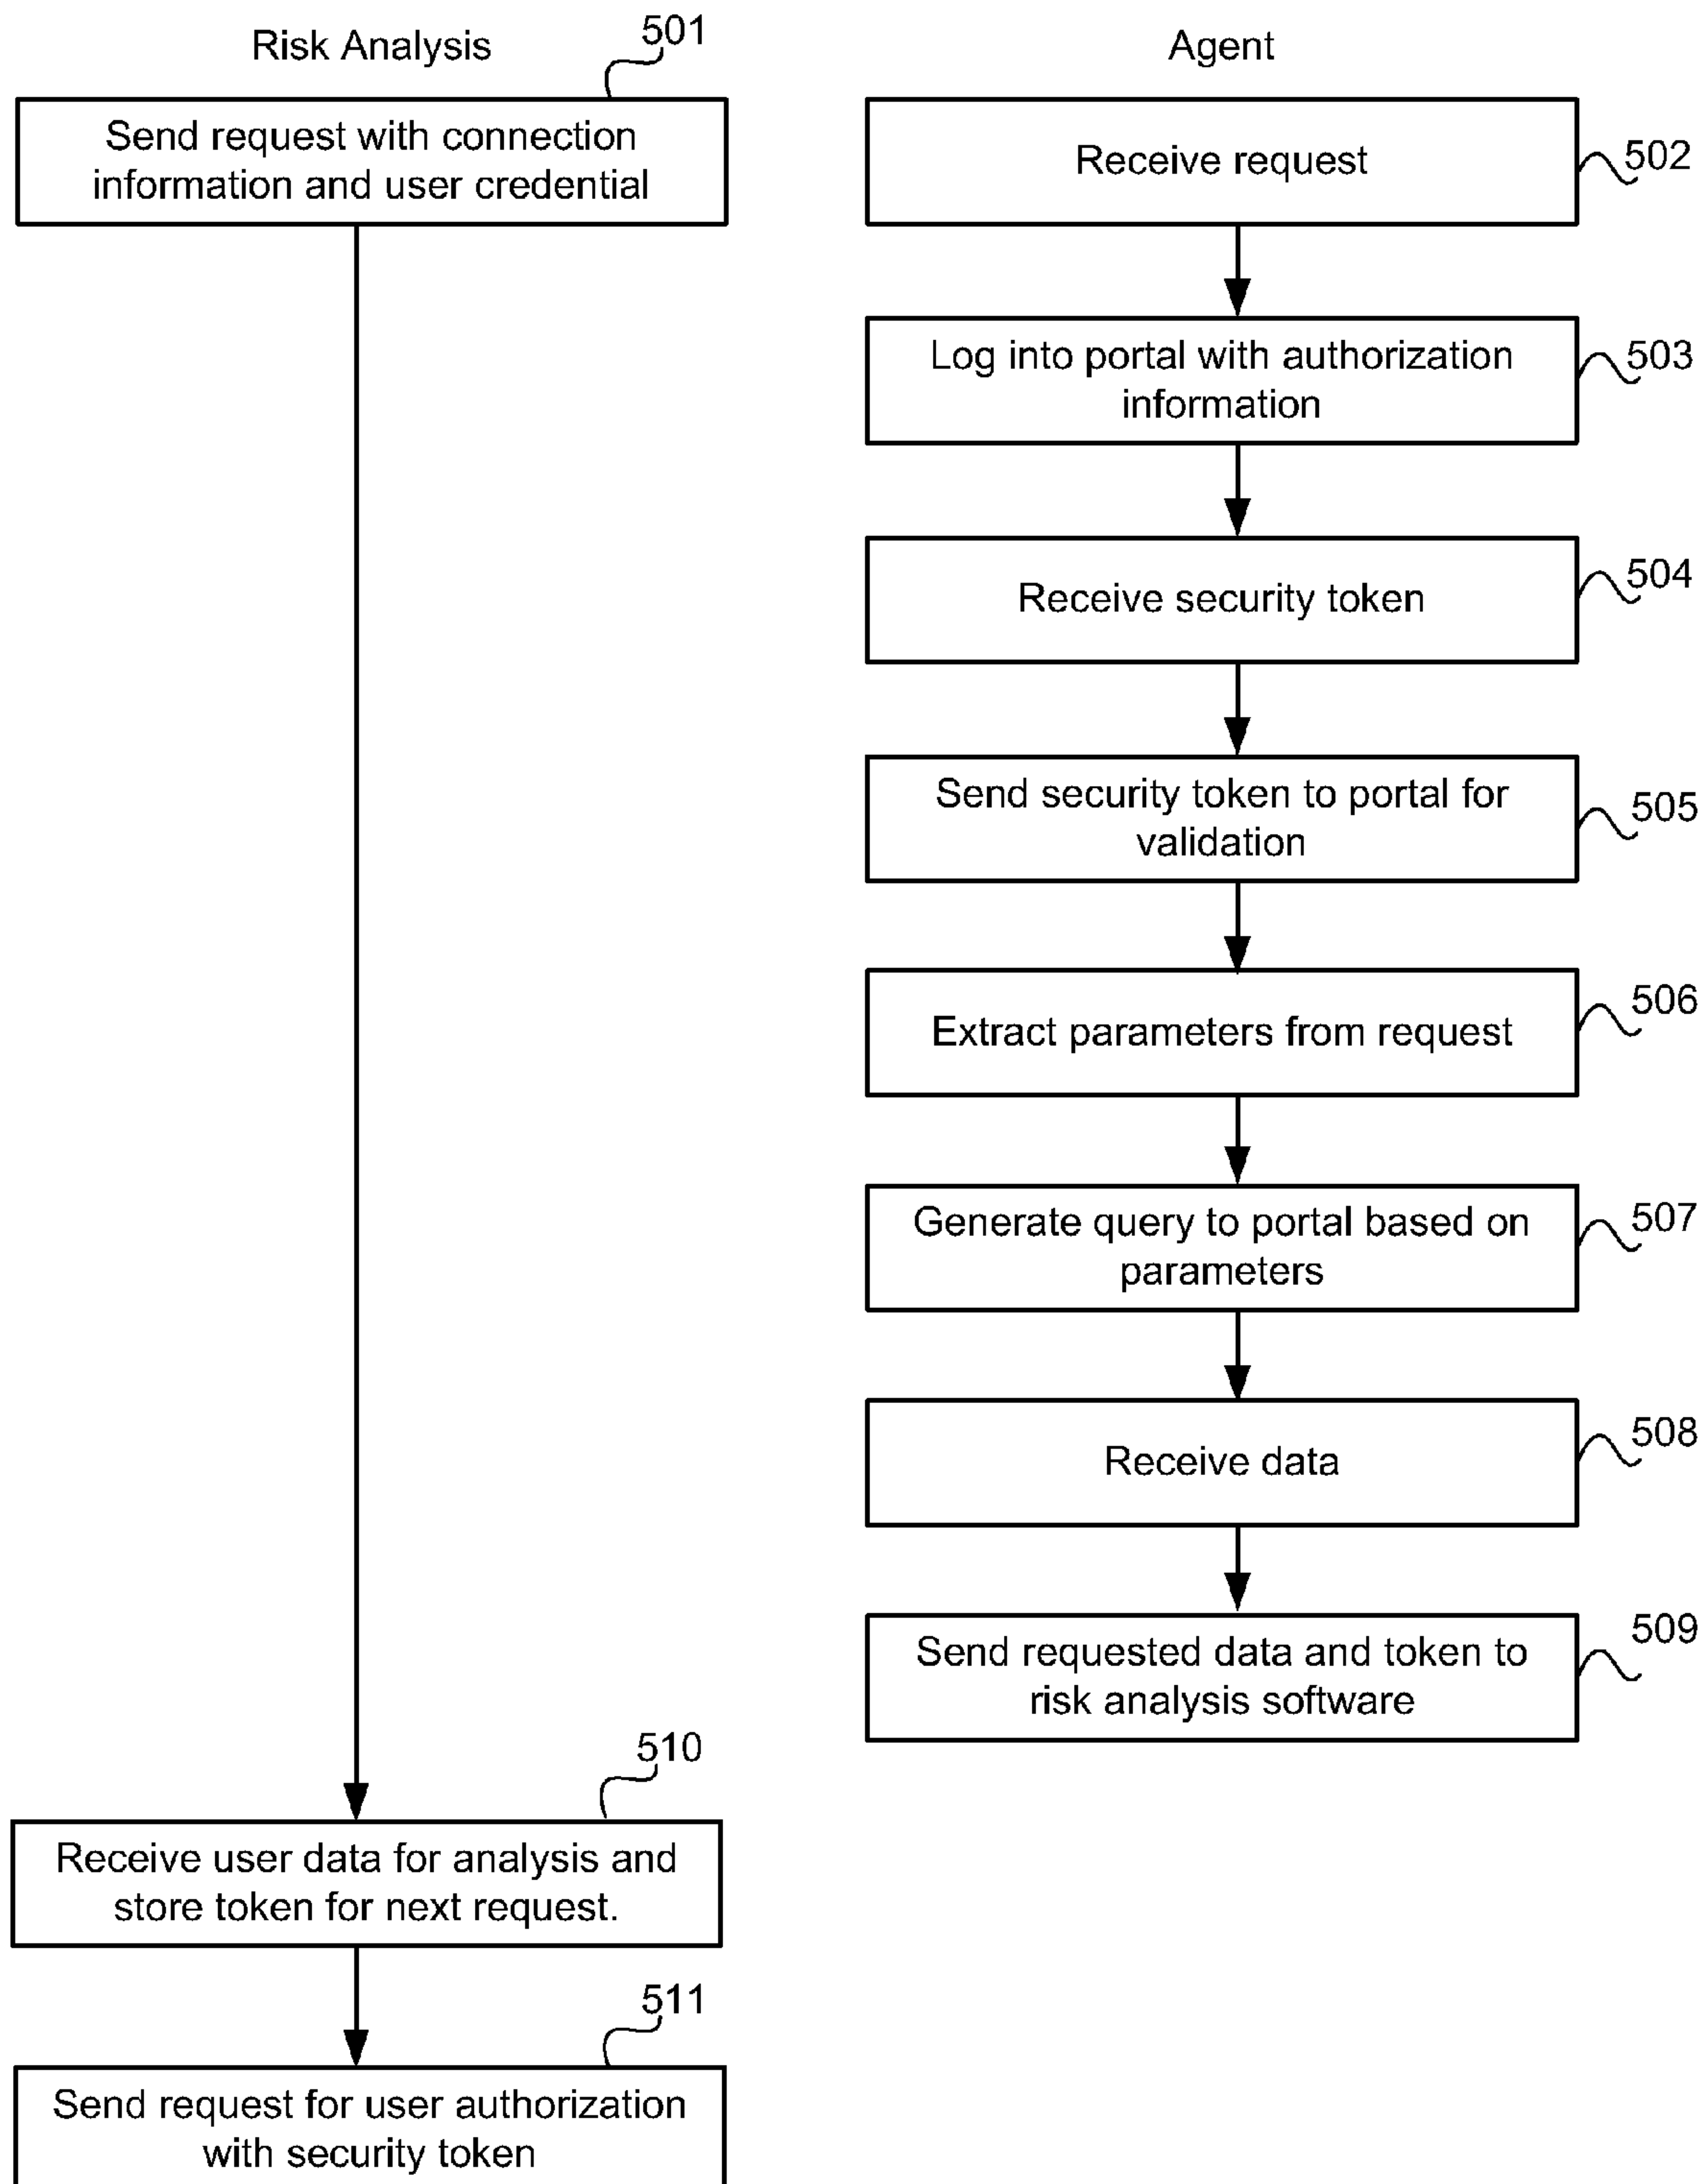 Risk Analysis
501
Agent
Send request with connection
information and user credential
Receive request
502
Log into portal with authorization
information
503
Receive security token
504
Send security token to portal for
validation
505
Extract parameters from request
506
Generate query to portal based on
parameters
507
Receive data
508
Send requested data and token to
risk analysis software
509
510
Receive user data for analysis and
store token for next request.
511
Send request for user authorization
with security token